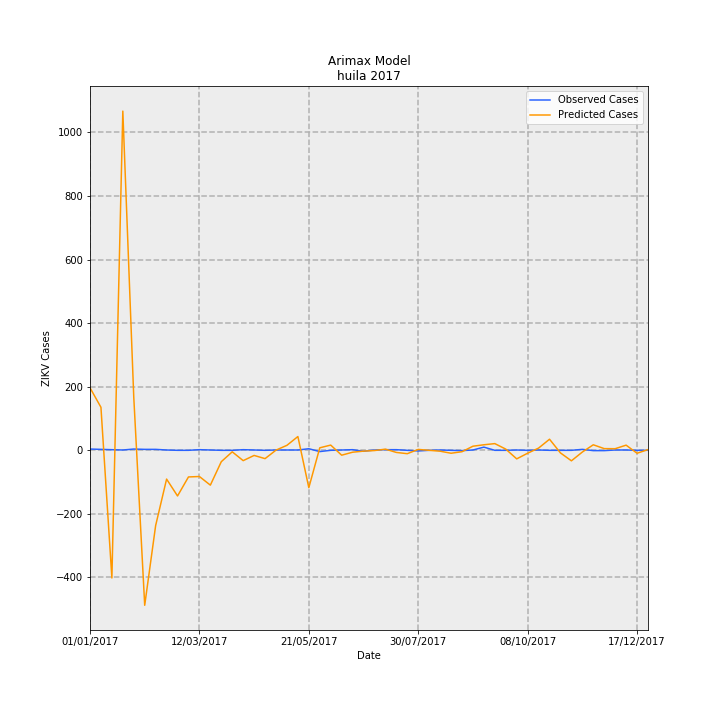 Arimax Model
huila 2017
Observed Cases
Predicted Cases
1000
800
600
400
200
0
−200
−400
ZIKV Cases
01/01/2017 12/03/2017 21/05/2017 30/07/2017 08/10/2017 17/12/2017
Date